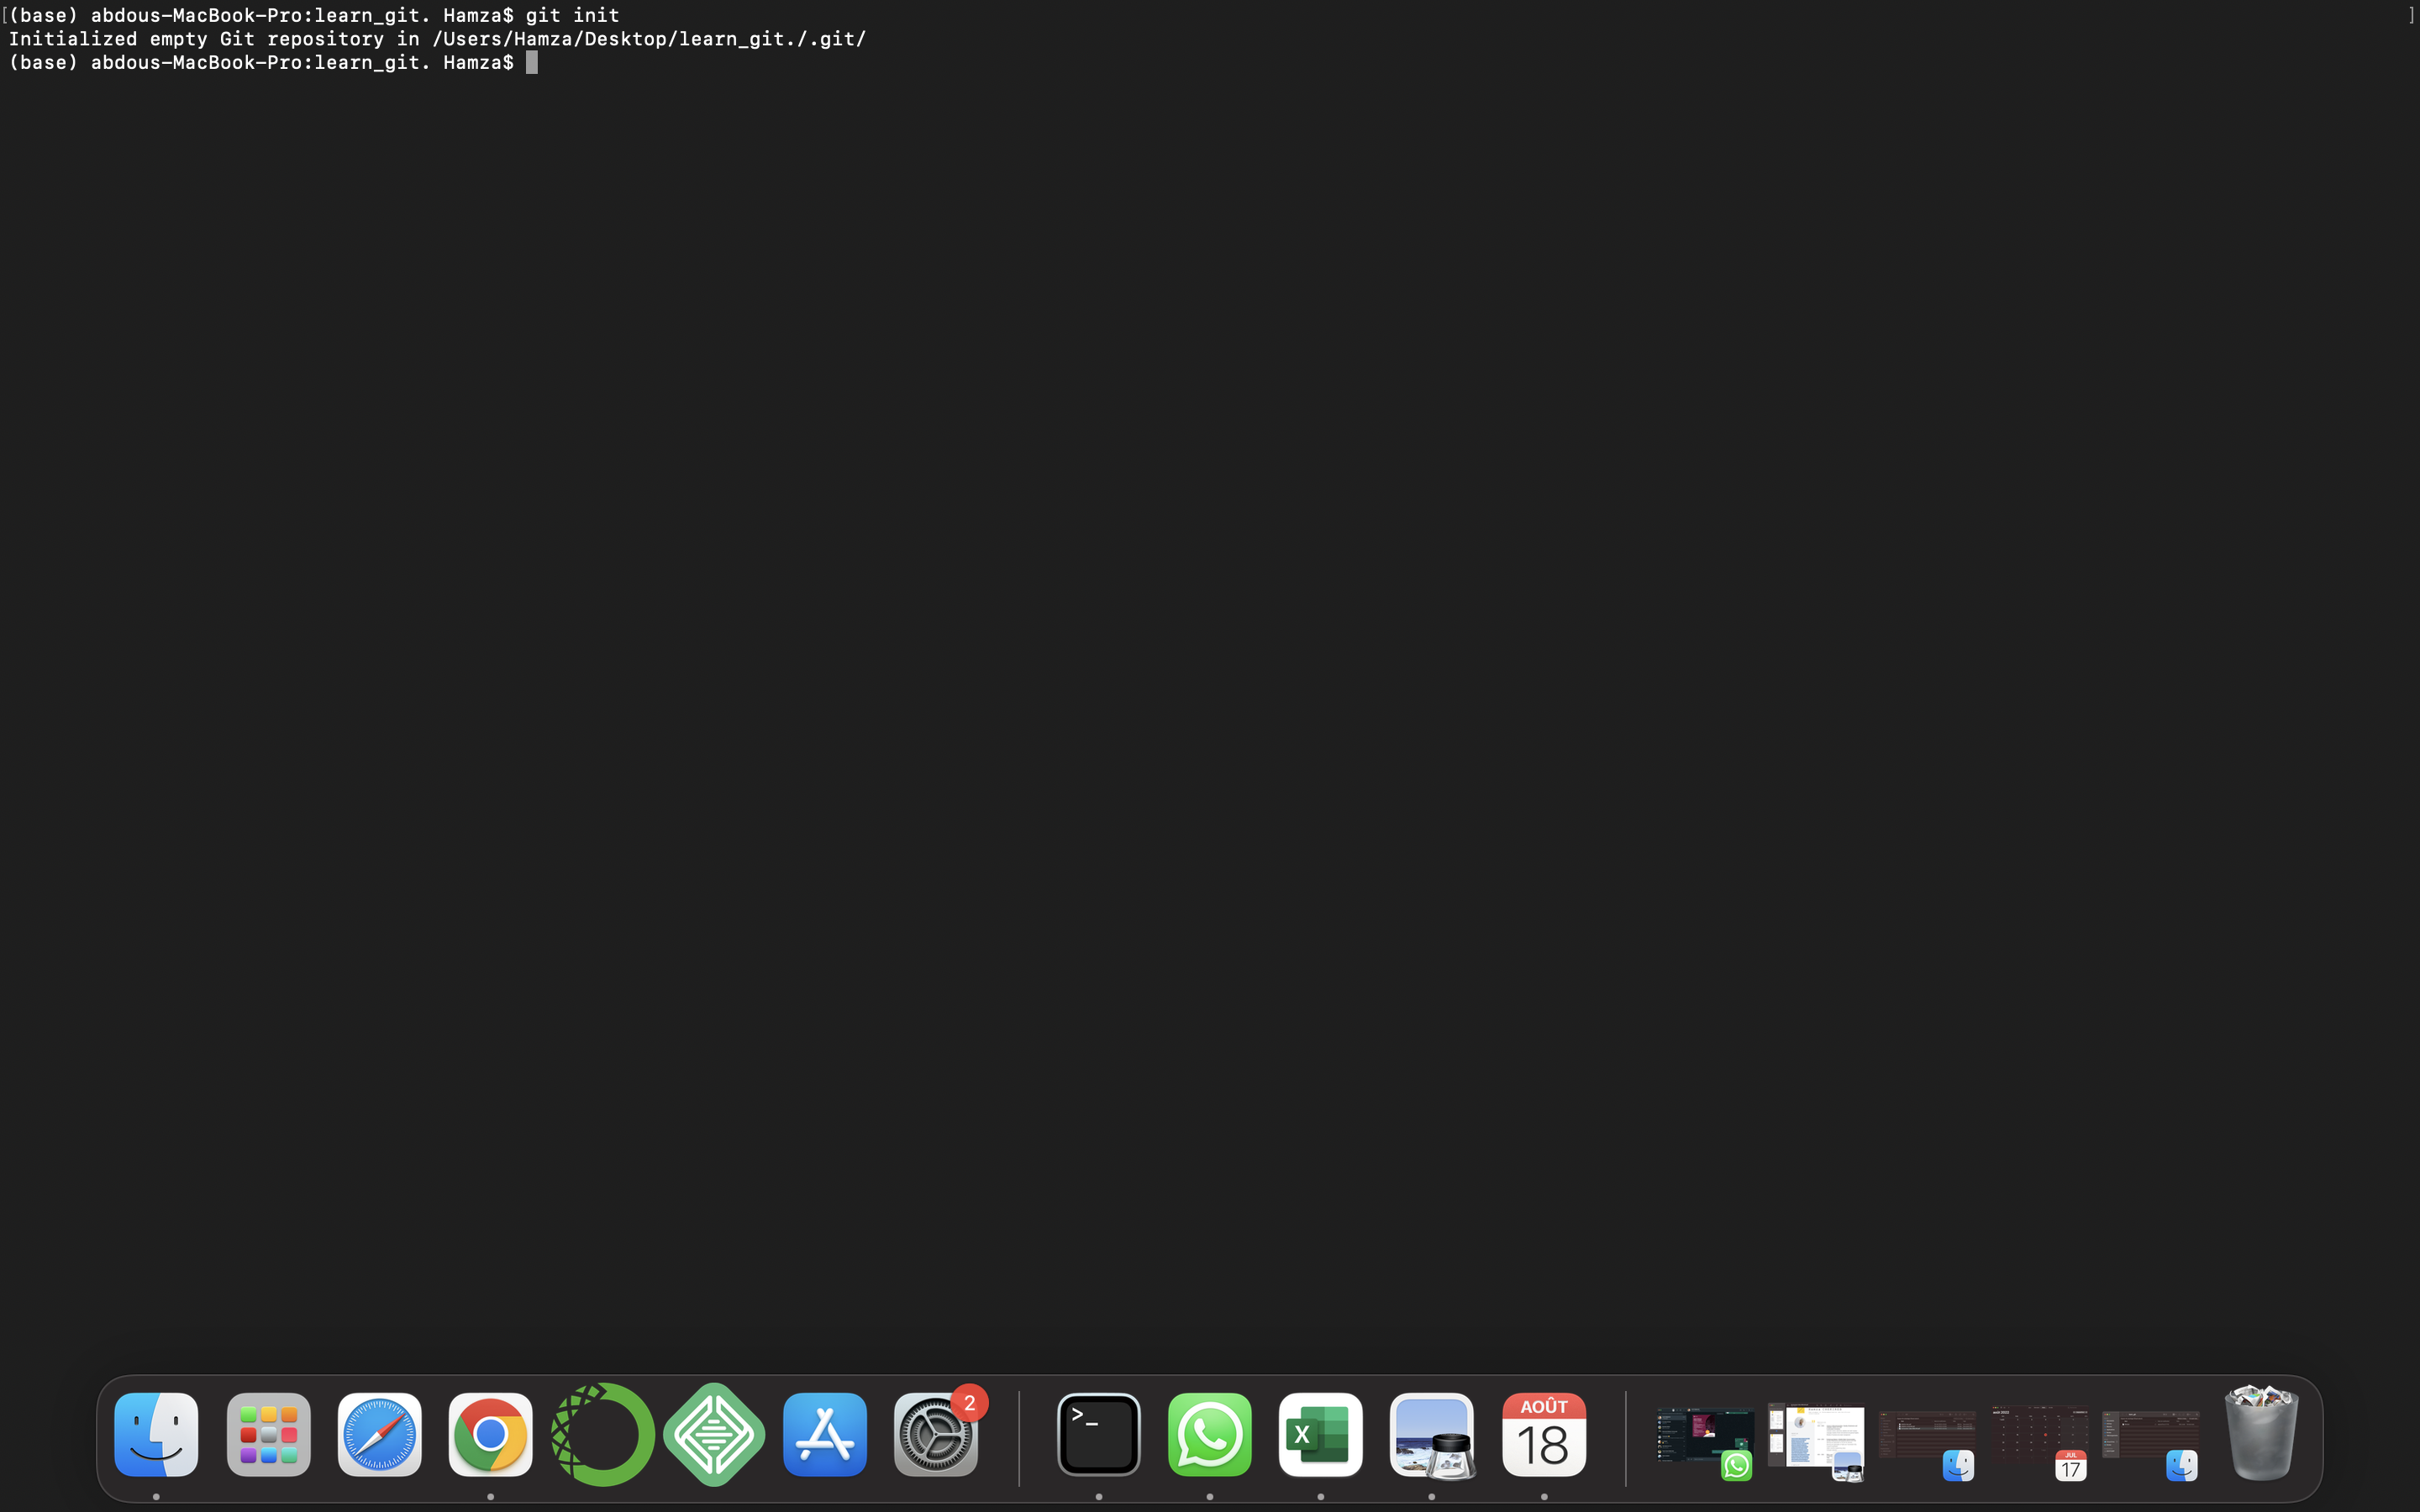 [(base) abdous-MacBook-Pro:learn_git. Hamza$ git init ]
Initialized empty Git repository in /Users/Hamza/Desktop/learn_git./.git/
(base) abdous-MacBook-Pro:learn_git. Hamza$
2
>_
X
AOÛT
18
JUL
17